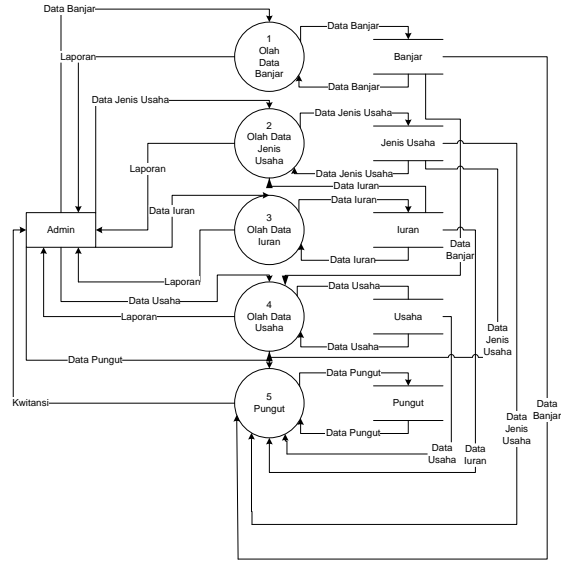 Data Banjar
1
Olah
Data
Banjar
Data Banjar
Banjar
Data Banjar
Laporan
Data Jenis Usaha
2
Olah Data
Jenis
Usaha
Data Jenis Usaha
Jenis Usaha
Data Jenis Usaha
Laporan
Data Iuran
Data Iuran
Data Iuran
3
Olah Data
Iuran
Iuran
Admin
Data
Banjar
Data Iuran
Laporan
Data Usaha
Data Usaha
4
Olah Data
Usaha
Usaha
Laporan
Data Usaha
Data
Jenis
Usaha
Data Pungut
Data Pungut
5
Pungut
Pungut
Kwitansi
Data Pungut
Data
Usaha
Data
Iuran
Data
Jenis
Usaha
Data
Banjar